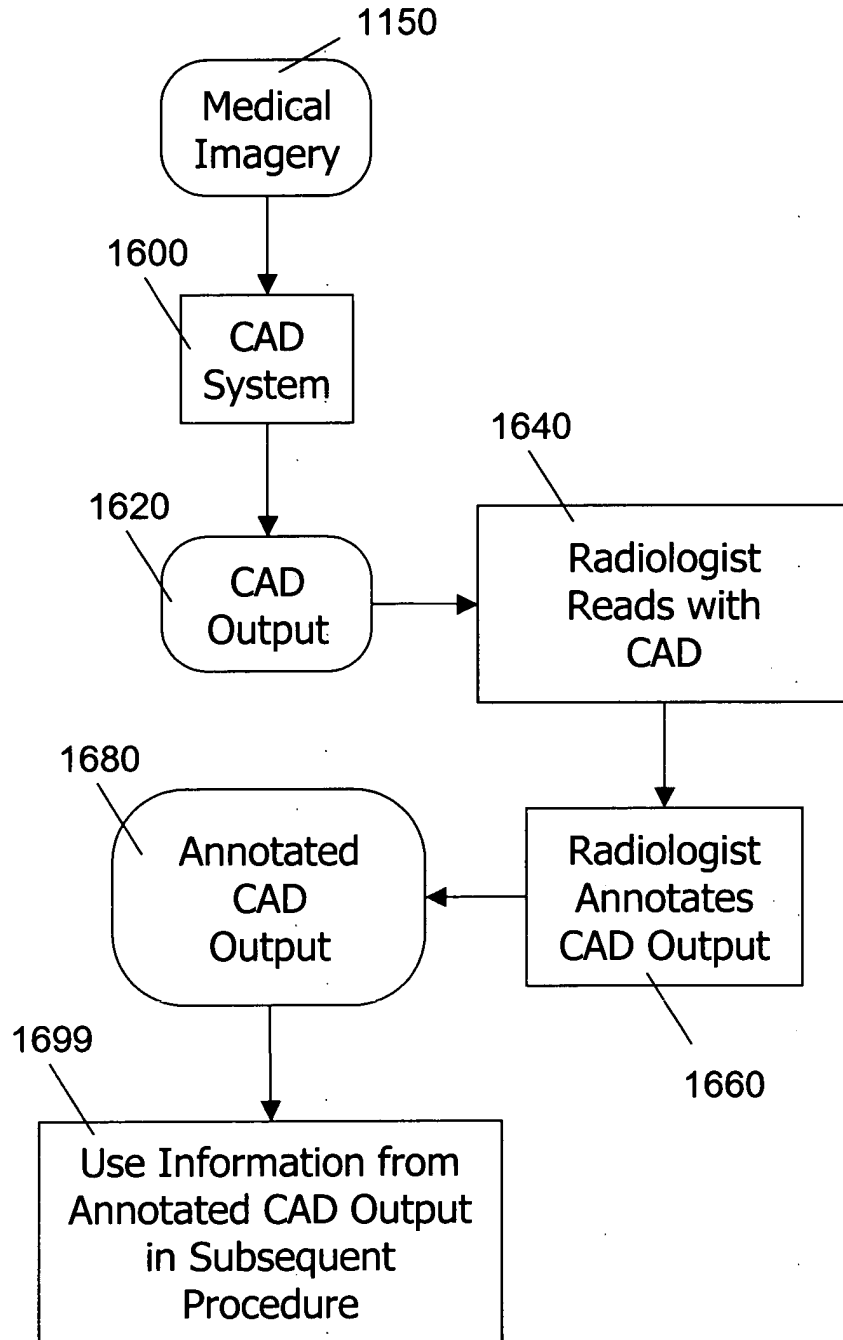 1150
Medical
Imagery
1600
CAD
System
1640
1620
CAD
Output
Radiologist
Reads with
CAD
1680
Annotated
CAD
Output
Radiologist
Annotates
CAD Output
1660
1699
Use Information from
Annotated CAD Output
in Subsequent
Procedure